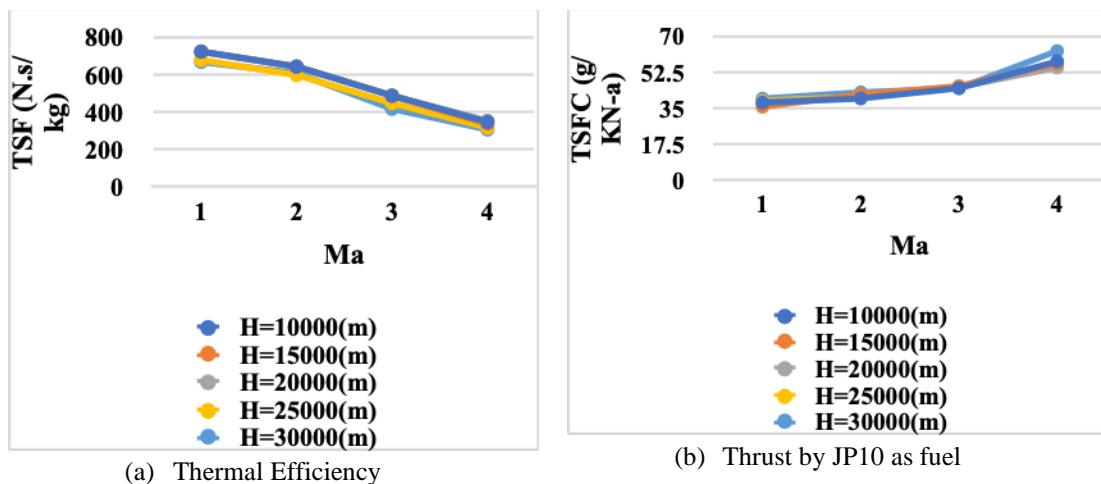 TSF (N.s/
kg)
800
600
400
200
0
1 2 3 4
Ma
H=10000(m)
H=15000(m)
H=20000(m)
H=25000(m)
H=30000(m)
(a) Thermal Efficiency
TSFC (g/
KN-a)
70
52.5
35
17.5
0
1 2 3 4
Ma
H=10000(m)
H=15000(m)
H=20000(m)
H=25000(m)
H=30000(m)
(b) Thrust by JP10 as fuel